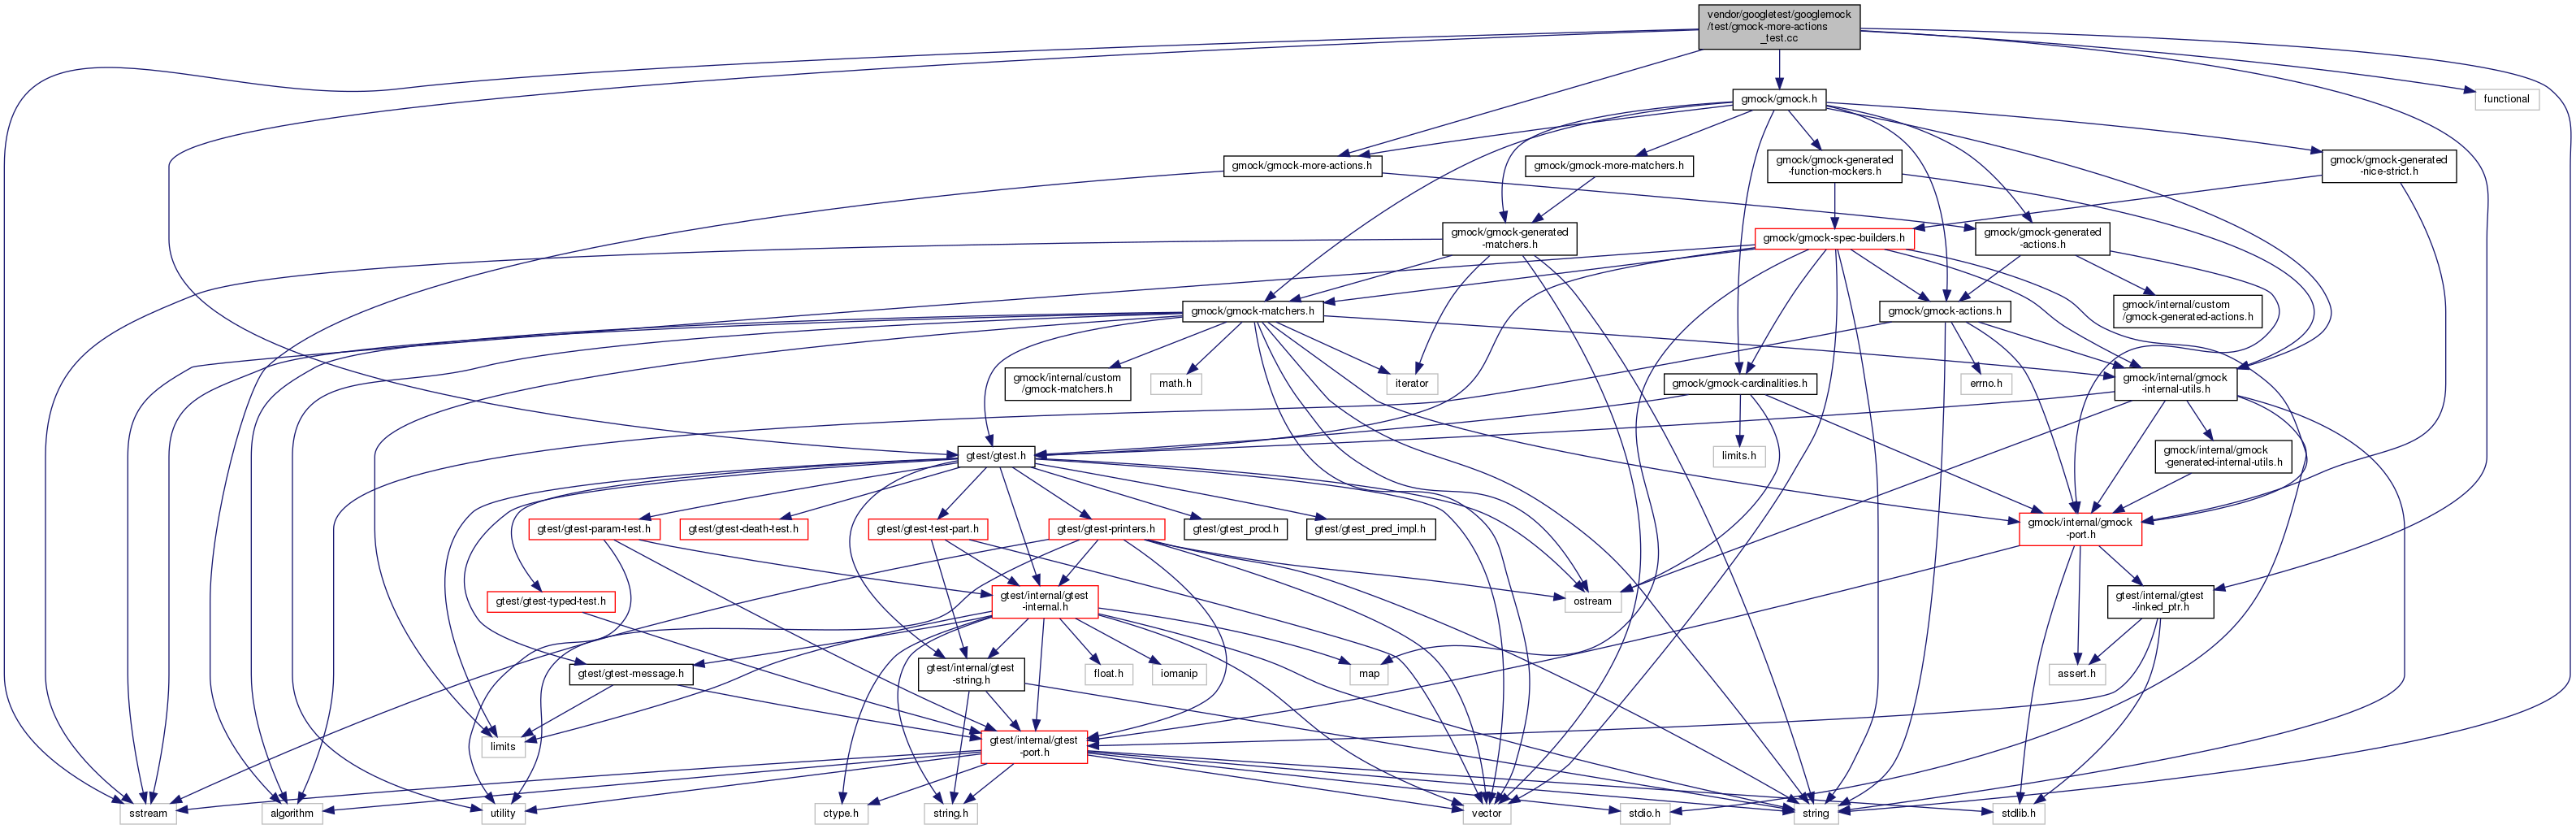 vendor/googletest/googlemock
/test/gmock-more-actions
_test.cc
gmock/gmock.h
functional
gmock/gmock-more-actions.h
gmock/gmock-more-matchers.h
gmock/gmock-generated
-function-mockers.h
gmock/gmock-generated
-nice-strict.h
gmock/gmock-generated
-matchers.h
gmock/gmock-spec-builders.h
gmock/gmock-generated
-actions.h
gmock/gmock-matchers.h
gmock/gmock-actions.h
gmock/internal/custom
/gmock-generated-actions.h
gmock/internal/custom
/gmock-matchers.h
math.h
iterator
gmock/gmock-cardinalities.h
errno.h
gmock/internal/gmock
-internal-utils.h
gtest/gtest.h
limits.h
gmock/internal/gmock
-generated-internal-utils.h
gtest/gtest-param-test.h
gtest/gtest-death-test.h
gtest/gtest-test-part.h
gtest/gtest-printers.h
gtest/gtest_prod.h
gtest/gtest_pred_impl.h
gmock/internal/gmock
-port.h
gtest/gtest-typed-test.h
gtest/internal/gtest
-internal.h
ostream
gtest/internal/gtest
-linked_ptr.h
gtest/gtest-message.h
gtest/internal/gtest
-string.h
float.h
iomanip
map
assert.h
limits
gtest/internal/gtest
-port.h
sstream
algorithm
utility
ctype.h
string.h
vector
stdio.h
string
stdlib.h